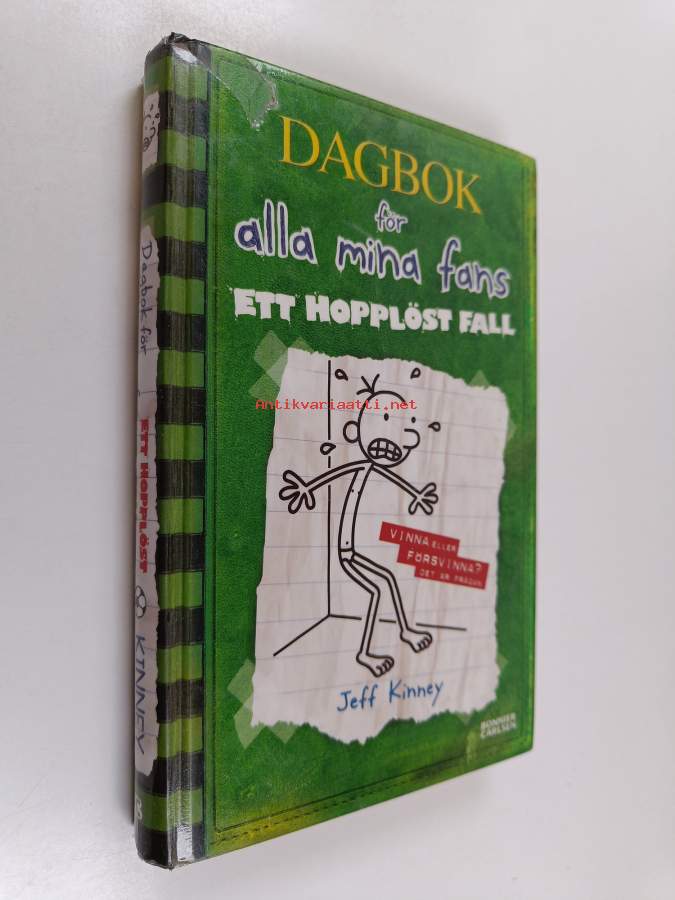 DAGBOK
för
alla mina fans
ETT HOPPLÖST FALL
Antikvariaatti.net
VINNA ELLER
FÖRSVINNA?
DET ÄR FRÅGAN
Jeff Kinney
BONNIER
CARLSEN
Dagbok för
ETT HOPPLÖST
KINNEY
3